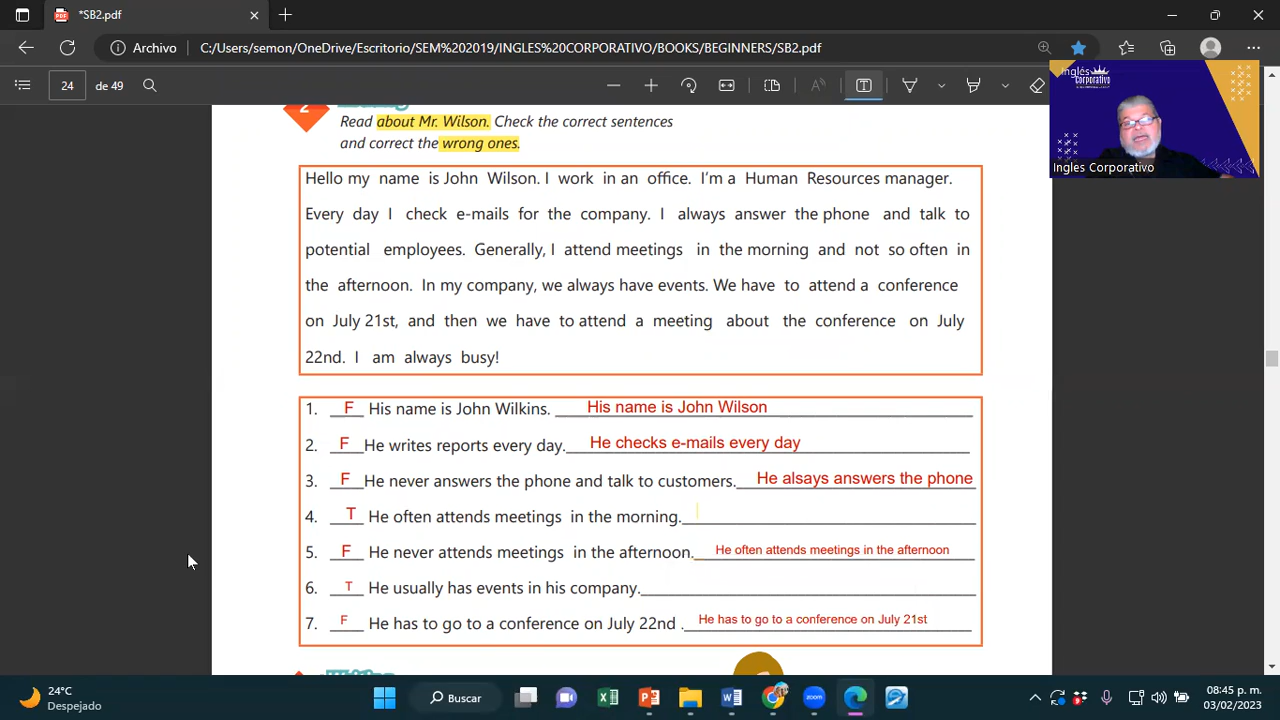 *SB2.pdf
Archivo C:/Users/semon/OneDrive/Escritorio/SEM%202019/INGLES%20CORPORATIVO/BOOKS/BEGINNERS/SB2.pdf
24 de 49
Inglés
Corporativo
Ingles Corporativo
2
Read about Mr. Wilson. Check the correct sentences
and correct the wrong ones.
Hello my name is John Wilson. I work in an office. I'm a Human Resources manager.
Every day I check e-mails for the company. I always answer the phone and talk to
potential employees. Generally, I attend meetings in the morning and not so often in
the afternoon. In my company, we always have events. We have to attend a conference
on July 21st, and then we have to attend a meeting about the conference on July
22nd. I am always busy!
1. F His name is John Wilkins. His name is John Wilson
2. F He writes reports every day. He checks e-mails every day
3. F He never answers the phone and talk to customers. He alsays answers the phone
4. T He often attends meetings in the morning.
5. F He never attends meetings in the afternoon. He often attends meetings in the afternoon
6. T He usually has events in his company.
7. F He has to go to a conference on July 22nd . He has to go to a conference on July 21st
24°C
Despejado
Buscar
zoom
08:45 p. m.
03/02/2023